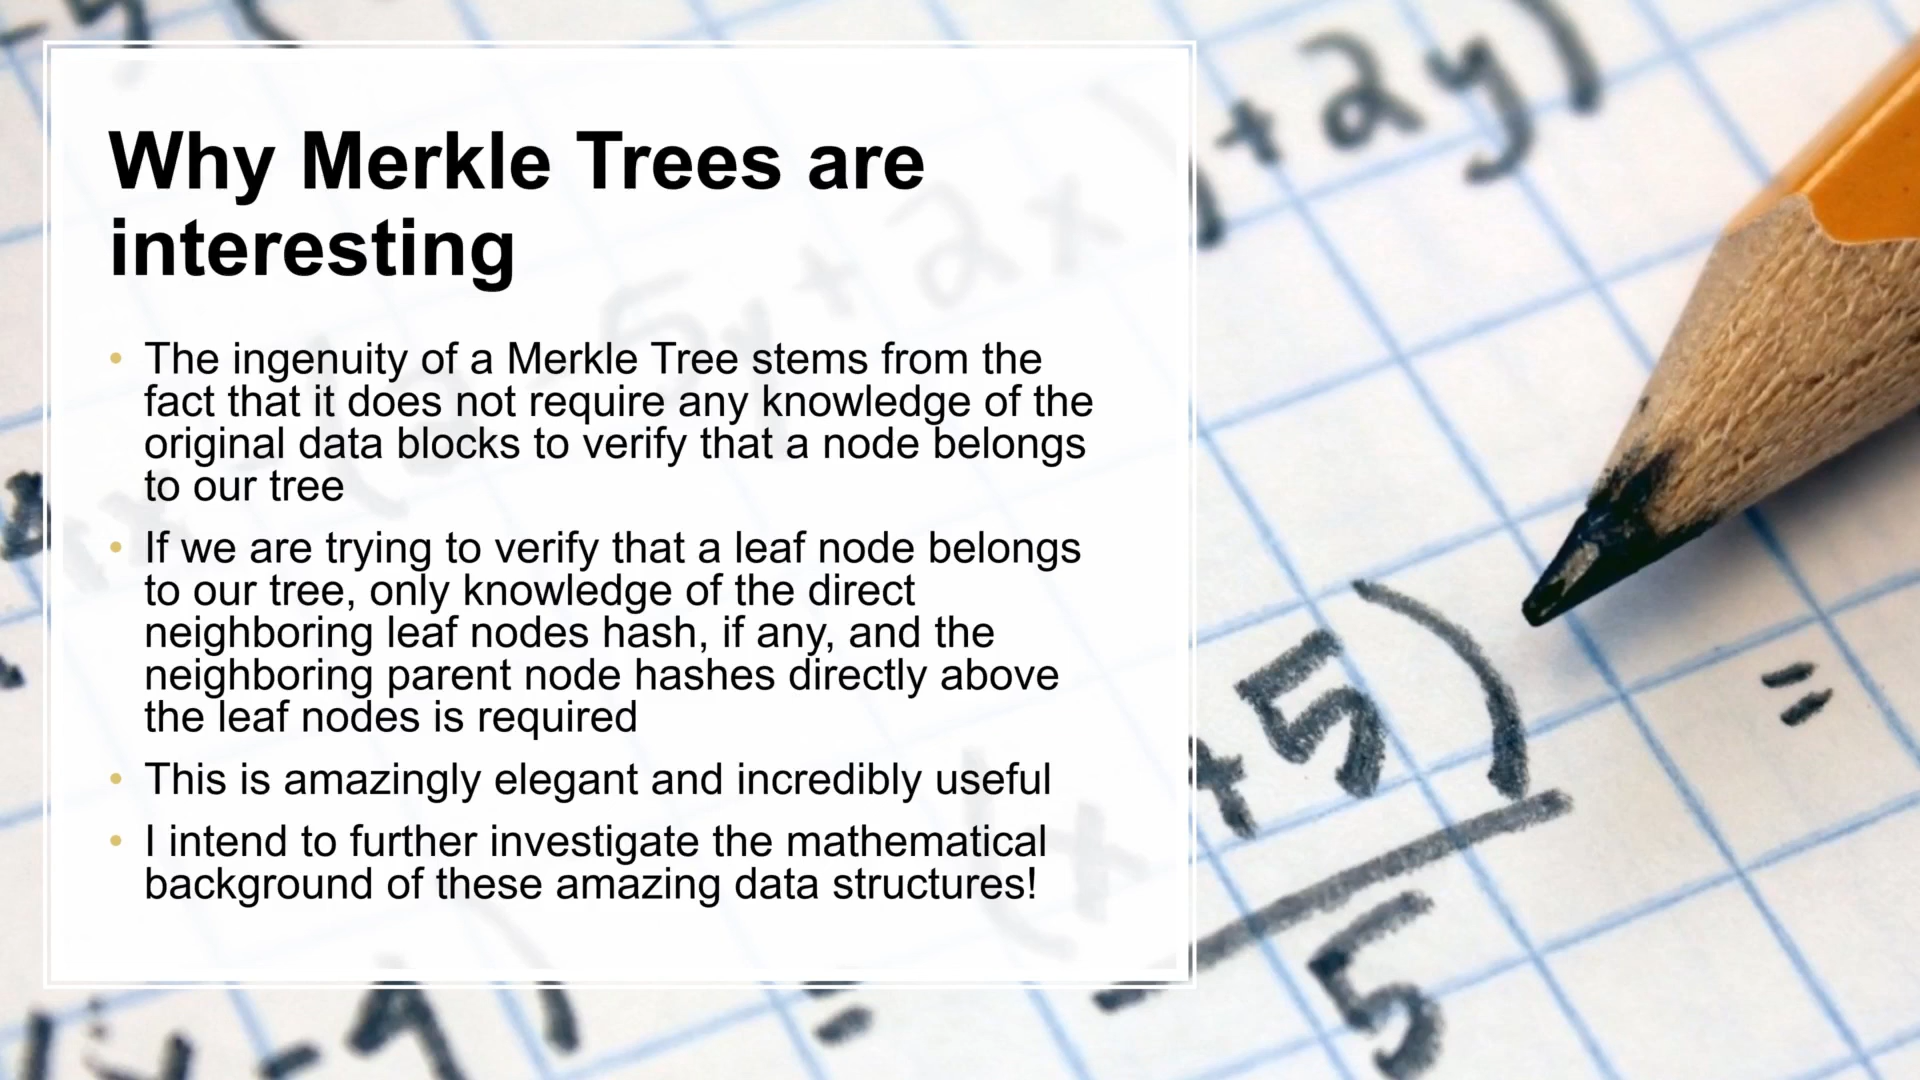 Why Merkle Trees are
interesting
• The ingenuity of a Merkle Tree stems from the
fact that it does not require any knowledge of the
original data blocks to verify that a node belongs
to our tree
• If we are trying to verify that a leaf node belongs
to our tree, only knowledge of the direct
neighboring leaf nodes hash, if any, and the
neighboring parent node hashes directly above
the leaf nodes is required
• This is amazingly elegant and incredibly useful
• I intend to further investigate the mathematical
background of these amazing data structures!
+ 2y)
+5)
=
5